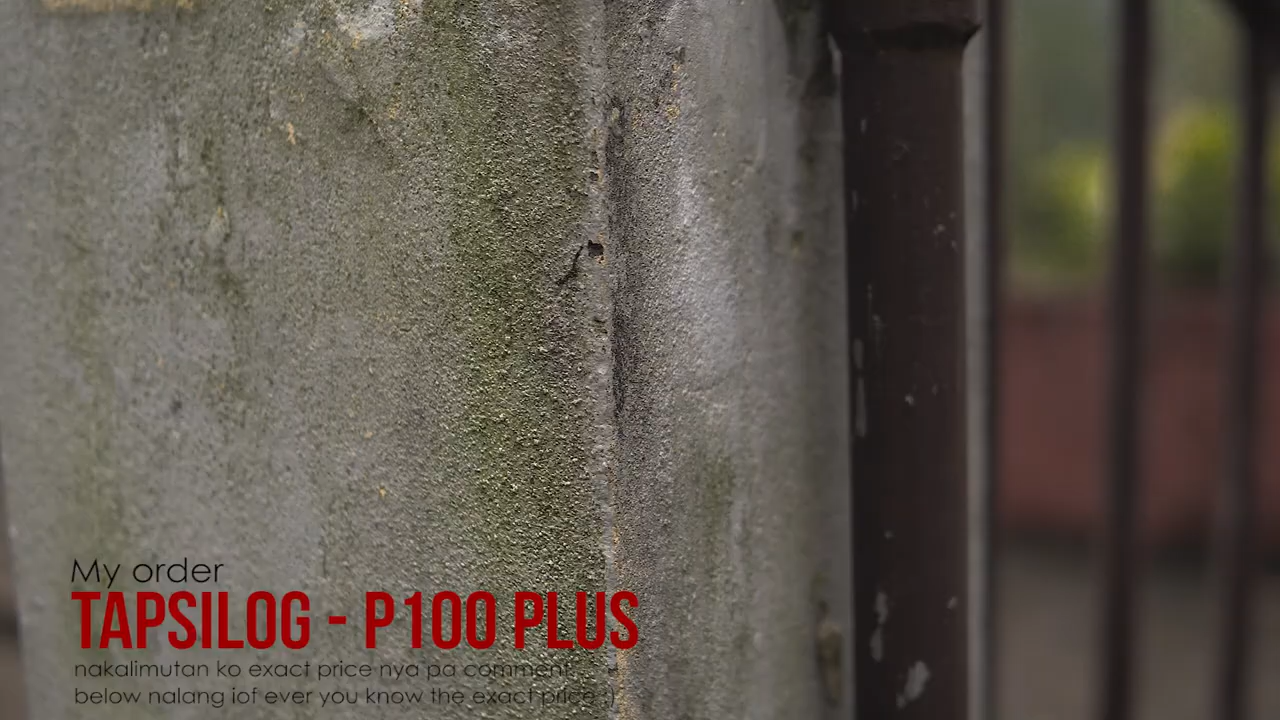 My order
TAPSILOG - P100 PLUS
nakalimutan ko exact price nya pa comment
below nalang iof ever you know the exact price :)